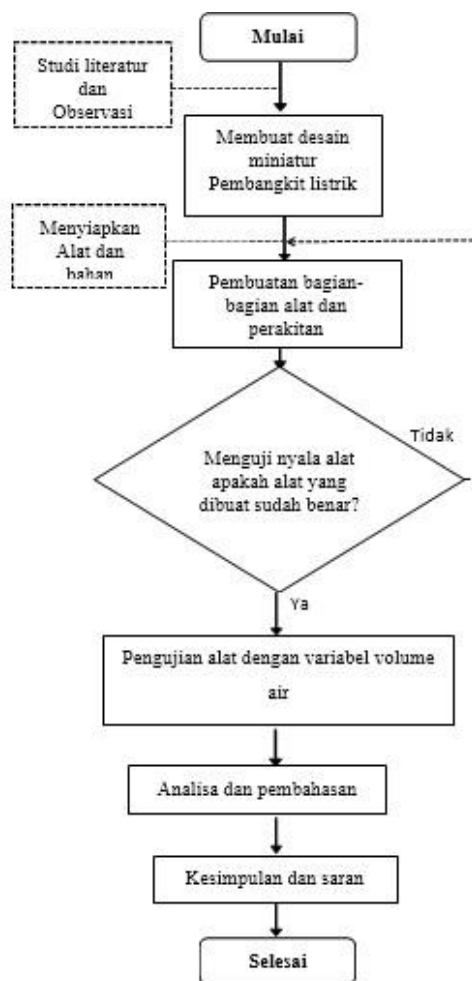 Mulai
Studi literatur
dan
Observasi
Membuat desain
miniatur
Pembangkit listrik
Menyiapkan
Alat dan
bahan
Pembuatan bagian-
bagian alat dan
perakitan
Tidak
Menguji nyala alat
apakah alat yang
dibuat sudah benar?
Ya
Pengujian alat dengan variabel volume
air
Analisa dan pembahasan
Kesimpulan dan saran
Selesai